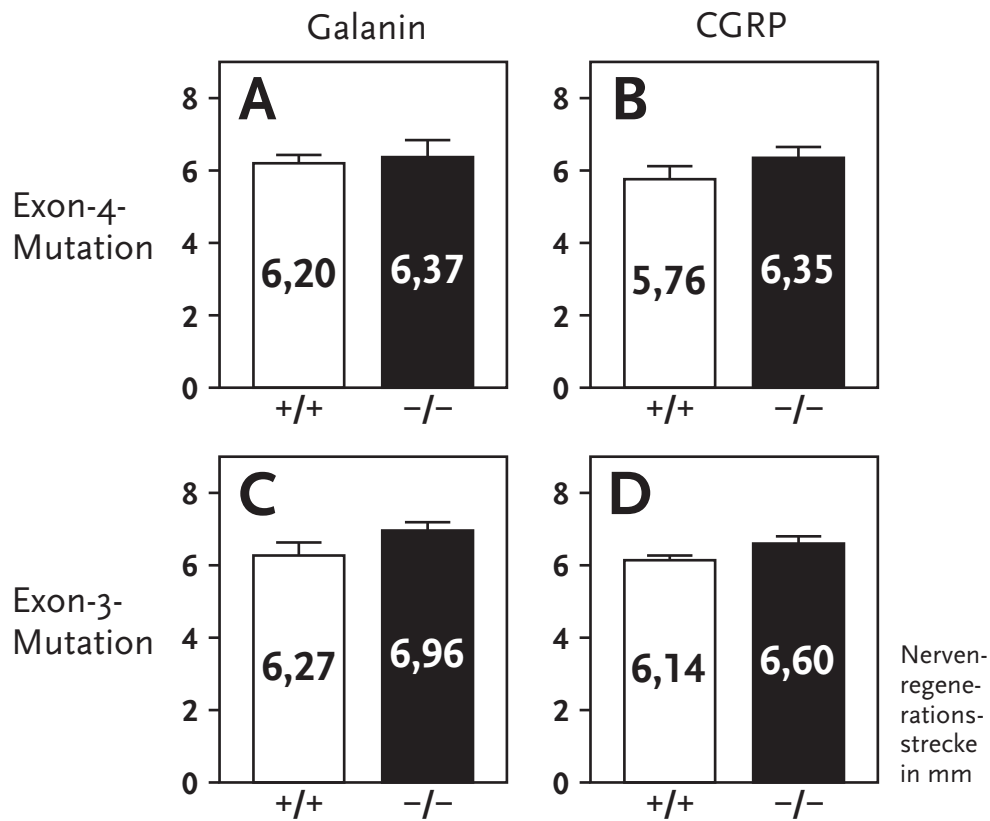 Galanin
CGRP
Exon-4-
Mutation
A
8
6
4
2
0
6,20
6,37
+/+
–/–
B
8
6
4
2
0
5,76
6,35
+/+
–/–
Exon-3-
Mutation
C
8
6
4
2
0
6,27
6,96
+/+
–/–
D
8
6
4
2
0
6,14
6,60
+/+
–/–
Nerven-
regene-
rations-
strecke
in mm